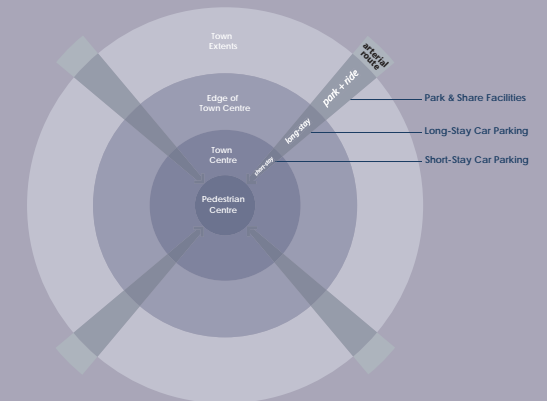 Town
Extents
arterial
route
park + ride
Park & Share Facilities
Edge of
Town Centre
long-stay
Long-Stay Car Parking
Town
Centre
short-stay
Short-Stay Car Parking
Pedestrian
Centre